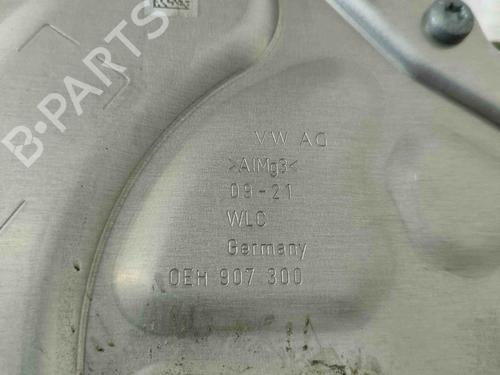 B-PARTS
VW AG
>AlMg3<
09-21
WLC
Germany
0EH 907 300